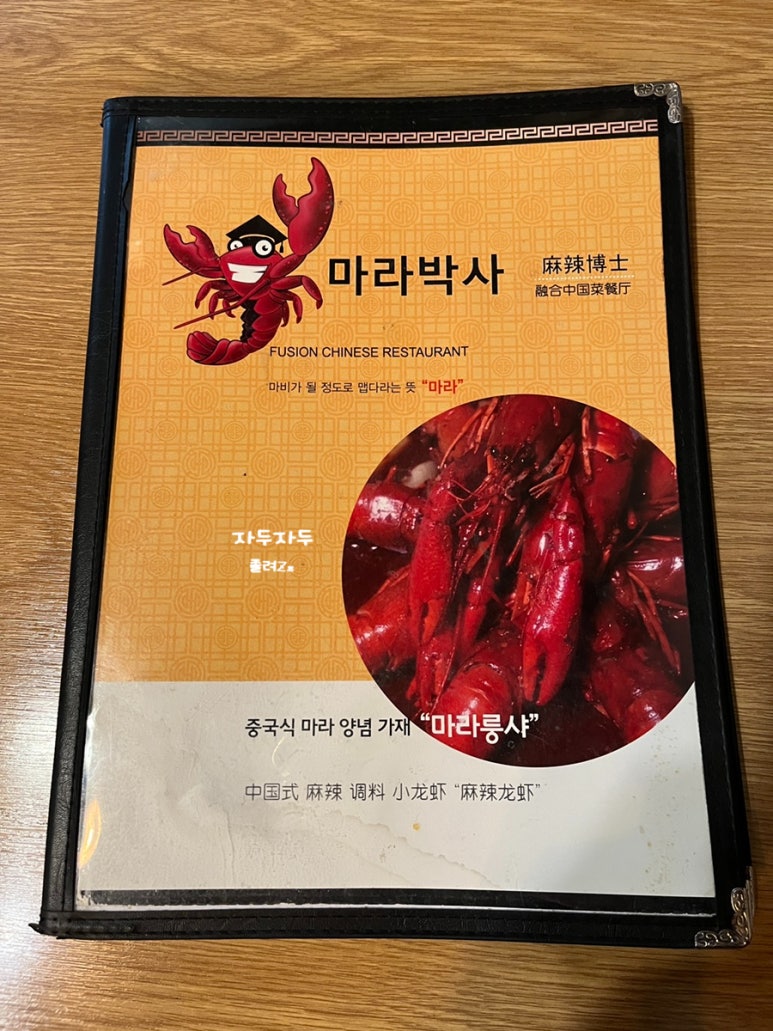 마라박사
麻辣博士
融合中国菜餐厅
FUSION CHINESE RESTAURANT
마비가 될 정도로 맵다라는 뜻 “마라”
자두자두
졸려Z
중국식 마라 양념 가재 “마라룽샤”
中国式 麻辣 调料 小龙虾 “麻辣龙虾”